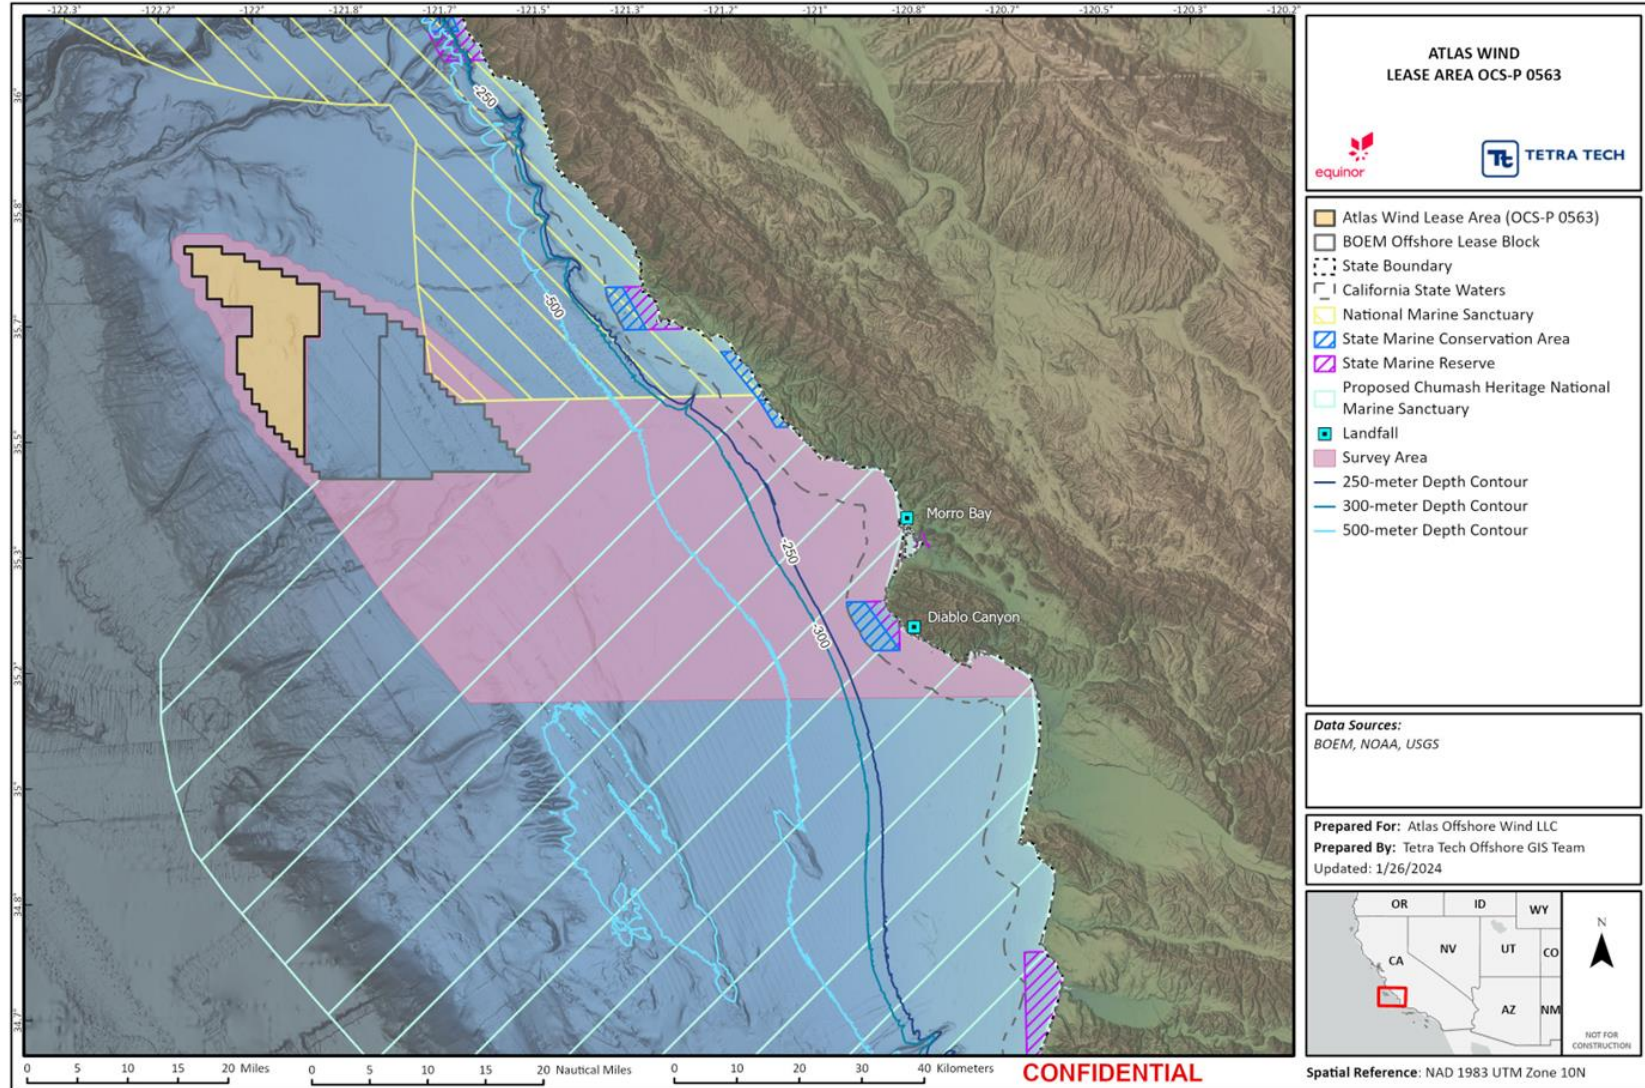 -122.3° -122.2° -122° -121.8° -121.7° -121.5° -121.3° -121.2° -121° -120.8° -120.7° -120.5° -120.3° -120.2°
36°
35.8°
35.7°
35.5°
35.3°
35.2°
35°
34.8°
34.7°
-250
-500
-250
-300
Morro Bay
Diablo Canyon
0 5 10 15 20 Miles
0 5 10 20 Nautical Miles
0 10 20 30 40 Kilometers
CONFIDENTIAL
ATLAS WIND
LEASE AREA OCS-P 0563
equinor
Tt TETRA TECH
Atlas Wind Lease Area (OCS-P 0563)
BOEM Offshore Lease Block
State Boundary
California State Waters
National Marine Sanctuary
State Marine Conservation Area
State Marine Reserve
Proposed Chumash Heritage National
Marine Sanctuary
Landfall
Survey Area
250-meter Depth Contour
300-meter Depth Contour
500-meter Depth Contour
Data Sources:
BOEM, NOAA, USGS
Prepared For: Atlas Offshore Wind LLC
Prepared By: Tetra Tech Offshore GIS Team
Updated: 1/26/2024
OR
ID
WY
NV
UT
CO
CA
AZ
NM
N
NOT FOR
CONSTRUCTION
Spatial Reference: NAD 1983 UTM Zone 10N